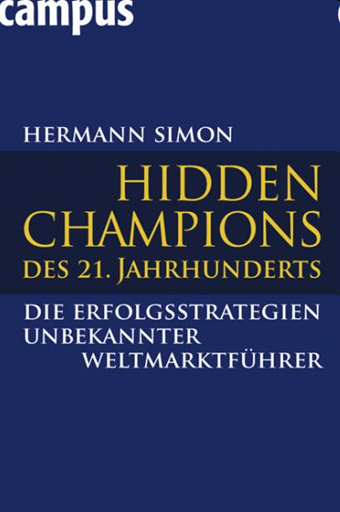 campus
HERMANN SIMON
HIDDEN
CHAMPIONS
DES 21. JAHRHUNDERTS
DIE ERFOLGSSTRATEGIEN
UNBEKANNTER
WELTMARKTFÜHRER